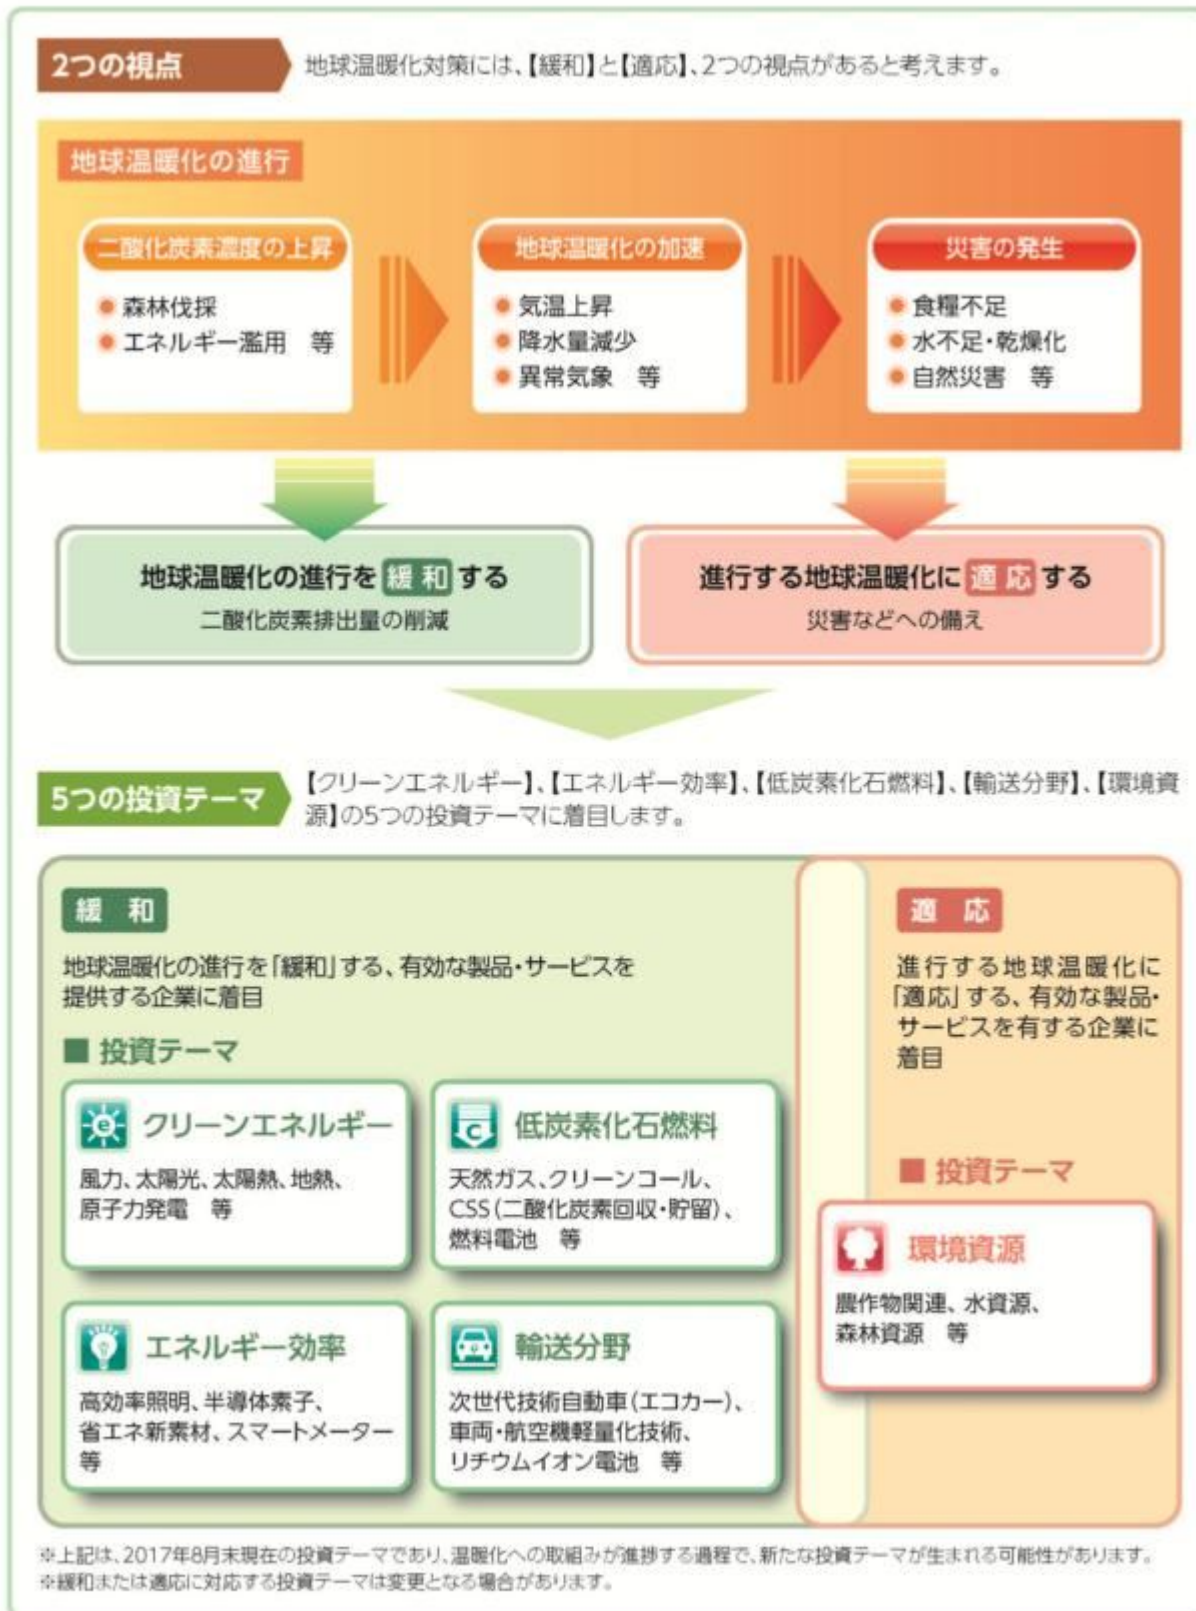 2つの視点
地球温暖化対策には、【緩和】と【適応】、2つの視点があると考えます。
地球温暖化の進行
二酸化炭素濃度の上昇
森林伐採
エネルギー濫用　等
地球温暖化の加速
気温上昇
降水量減少
異常気象　等
災害の発生
食糧不足
水不足・乾燥化
自然災害　等
地球温暖化の進行を 緩和 する
二酸化炭素排出量の削減
進行する地球温暖化に 適応 する
災害などへの備え
5つの投資テーマ
【クリーンエネルギー】、【エネルギー効率】、【低炭素化石燃料】、【輸送分野】、【環境資
源】の5つの投資テーマに着目します。
緩 和
地球温暖化の進行を「緩和」する、有効な製品・サービスを
提供する企業に着目
■ 投資テーマ
クリーンエネルギー
風力、太陽光、太陽熱、地熱、
原子力発電　等
C 低炭素化石燃料
天然ガス、クリーンコール、
CSS(二酸化炭素回収・貯留)、
燃料電池　等
エネルギー効率
高効率照明、半導体素子、
省エネ新素材、スマートメーター
等
輸送分野
次世代技術自動車(エコカー)、
車両・航空機軽量化技術、
リチウムイオン電池　等
適 応
進行する地球温暖化に
「適応」する、有効な製品・
サービスを有する企業に
着目
■ 投資テーマ
環境資源
農作物関連、水資源、
森林資源　等
※上記は、2017年8月末現在の投資テーマであり、温暖化への取組みが進捗する過程で、新たな投資テーマが生まれる可能性があります。
※緩和または適応に対応する投資テーマは変更となる場合があります。